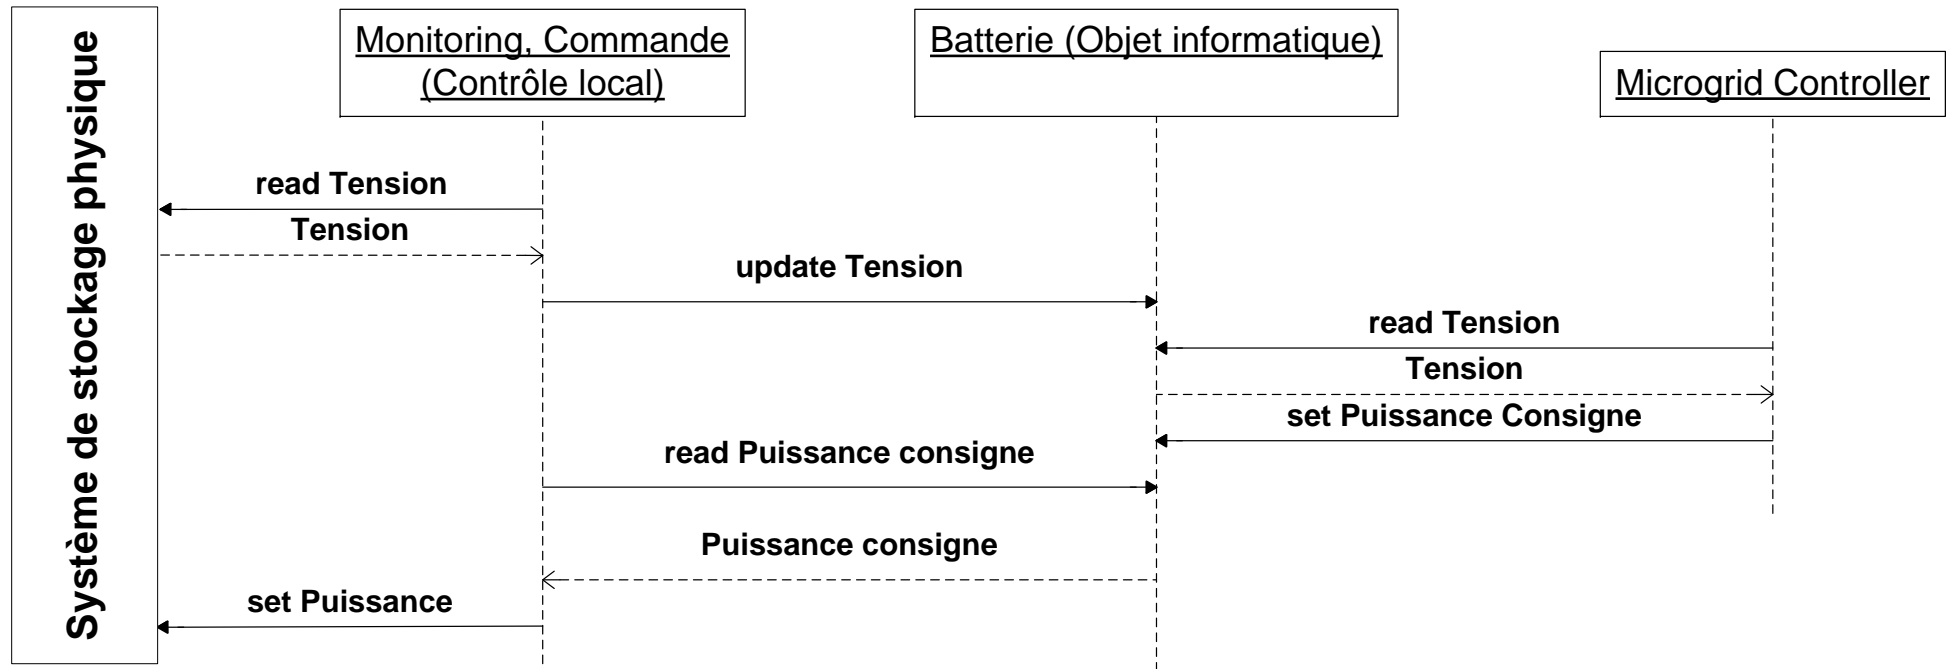 Système de stockage physique
Monitoring, Commande
(Contrôle local)
Batterie (Objet informatique)
Microgrid Controller
read Tension
Tension
update Tension
read Tension
Tension
set Puissance Consigne
read Puissance consigne
Puissance consigne
set Puissance